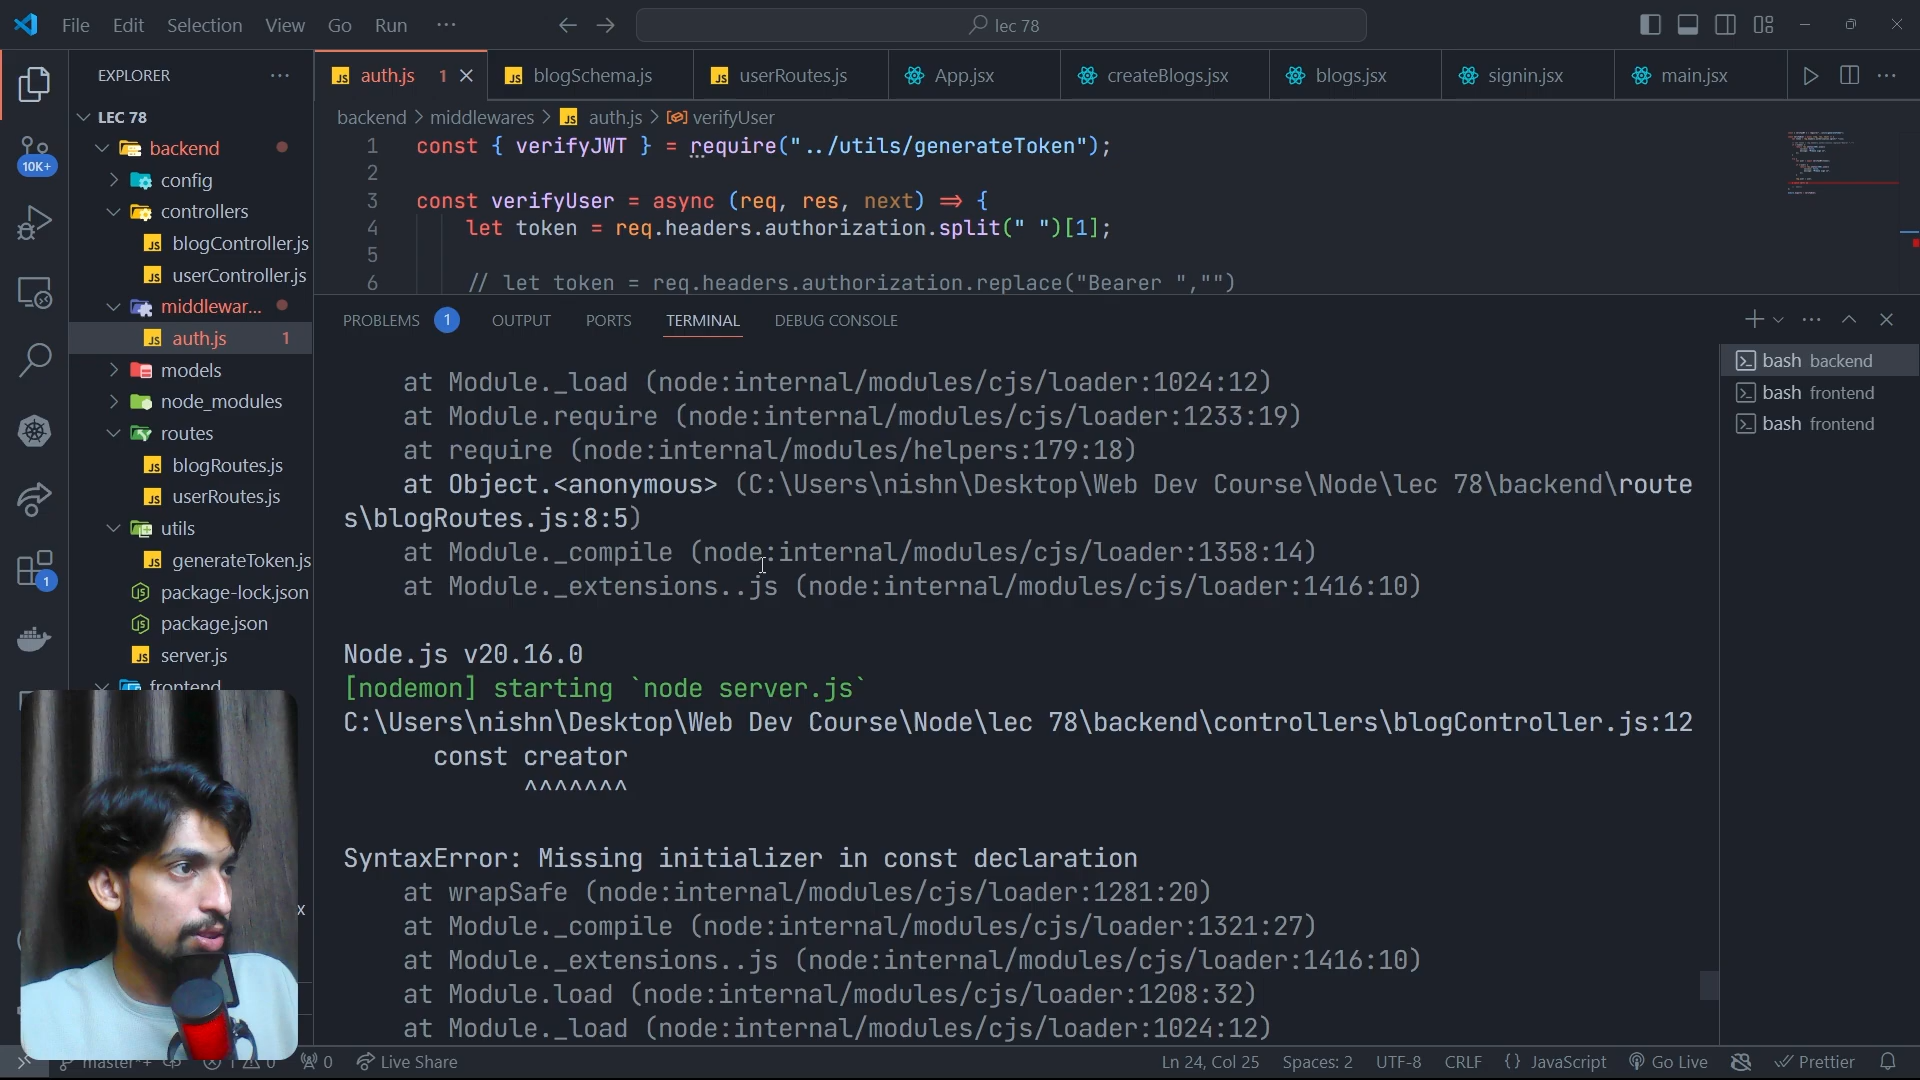 File Edit Selection View Go Run ··· lec 78
EXPLORER ···
LEC 78
backend
config
controllers
blogController.js
userController.js
middlewar...
auth.js 1
models
node_modules
routes
blogRoutes.js
userRoutes.js
utils
generateToken.js
package-lock.json
package.json
server.js
frontend
10K+
1
auth.js 1 blogSchema.js userRoutes.js App.jsx createBlogs.jsx blogs.jsx signin.jsx main.jsx ···
backend > middlewares > auth.js > verifyUser
1 const { verifyJWT } = require("../utils/generateToken");
2
3 const verifyUser = async (req, res, next) => {
4 let token = req.headers.authorization.split(" ")[1];
5
6 // let token = req.headers.authorization.replace("Bearer ","")
PROBLEMS 1 OUTPUT PORTS TERMINAL DEBUG CONSOLE
bash backend
bash frontend
bash frontend
at Module._load (node:internal/modules/cjs/loader:1024:12)
at Module.require (node:internal/modules/cjs/loader:1233:19)
at require (node:internal/modules/helpers:179:18)
at Object.<anonymous> (C:\Users\nishn\Desktop\Web Dev Course\Node\lec 78\backend\route
s\blogRoutes.js:8:5)
at Module._compile (node:internal/modules/cjs/loader:1358:14)
at Module._extensions..js (node:internal/modules/cjs/loader:1416:10)
Node.js v20.16.0
[nodemon] starting `node server.js`
C:\Users\nishn\Desktop\Web Dev Course\Node\lec 78\backend\controllers\blogController.js:12
const creator
^^^^^^^
SyntaxError: Missing initializer in const declaration
at wrapSafe (node:internal/modules/cjs/loader:1281:20)
at Module._compile (node:internal/modules/cjs/loader:1321:27)
at Module._extensions..js (node:internal/modules/cjs/loader:1416:10)
at Module.load (node:internal/modules/cjs/loader:1208:32)
at Module._load (node:internal/modules/cjs/loader:1024:12)
master*+ 1 0 0 Live Share Ln 24, Col 25 Spaces: 2 UTF-8 CRLF {} JavaScript Go Live Prettier